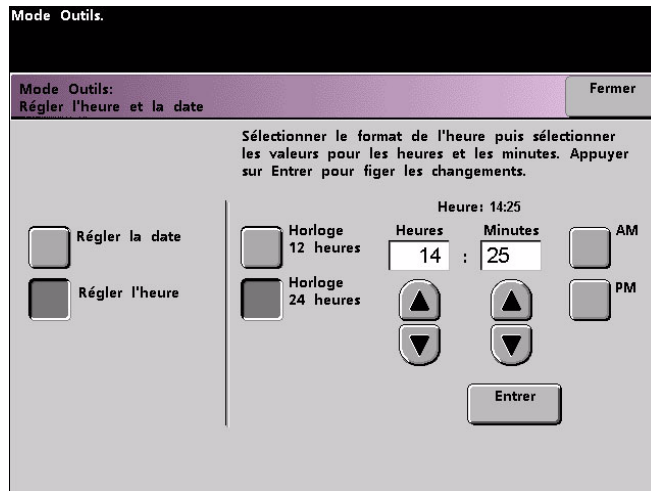 Mode Outils.
Mode Outils:
Régler l'heure et la date
Fermer
Sélectionner le format de l'heure puis sélectionner
les valeurs pour les heures et les minutes. Appuyer
sur Entrer pour figer les changements.
Régler la date
Régler l'heure
Heure: 14:25
Horloge
12 heures
Horloge
24 heures
Heures
Minutes
14 : 25
AM
PM
Entrer